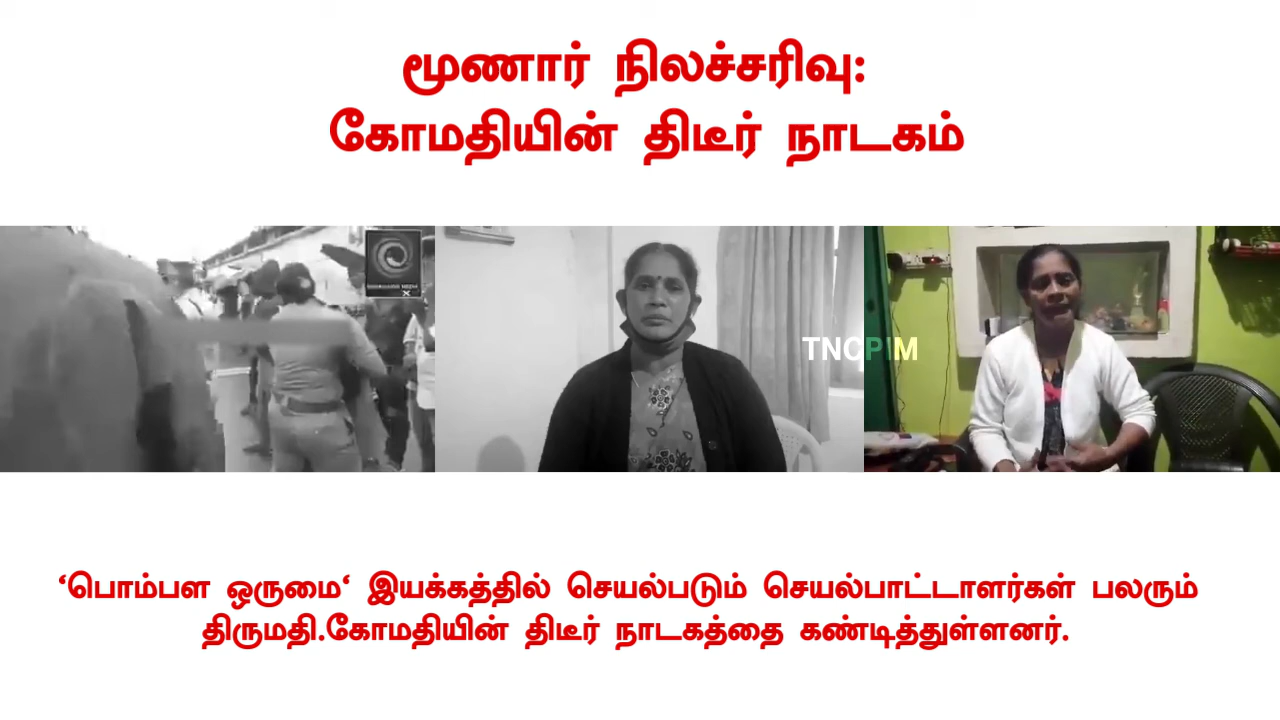 மூணார் நிலச்சரிவு:
கோமதியின் திடீர் நாடகம்
TNCPIM
‘பொம்பள ஒருமை‘ இயக்கத்தில் செயல்படும் செயல்பாட்டாளர்கள் பலரும்
திருமதி.கோமதியின் திடீர் நாடகத்தை கண்டித்துள்ளனர்.